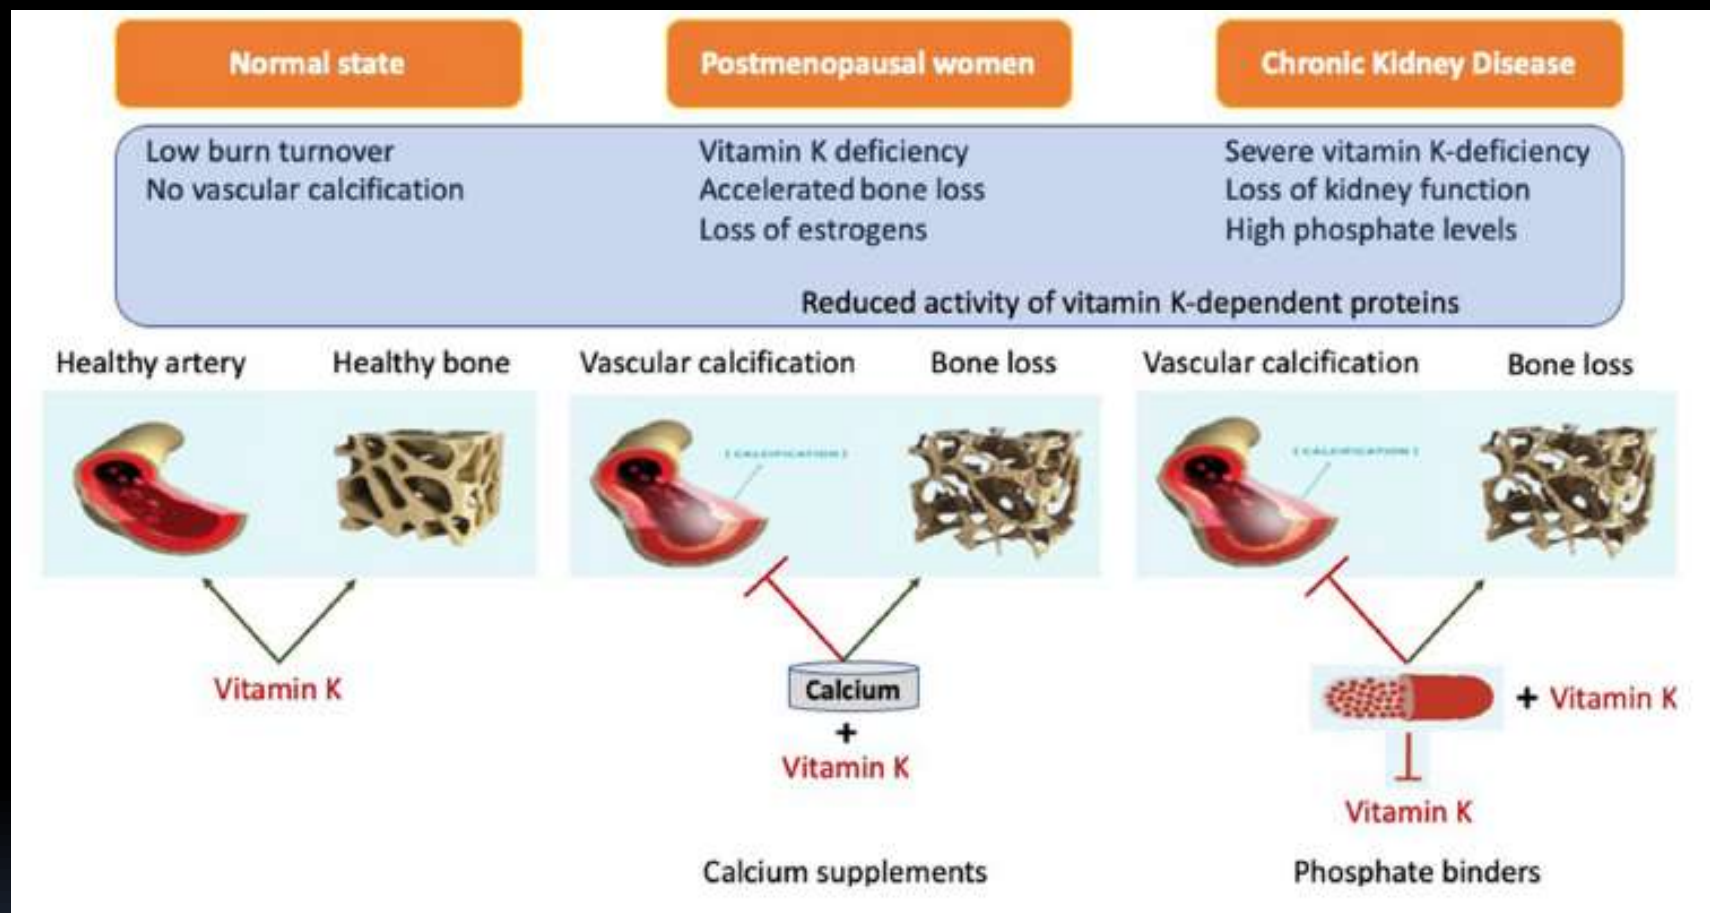 Normal state
Postmenopausal women
Chronic Kidney Disease
Low burn turnover
No vascular calcification
Vitamin K deficiency
Accelerated bone loss
Loss of estrogens
Severe vitamin K-deficiency
Loss of kidney function
High phosphate levels
Reduced activity of vitamin K-dependent proteins
Healthy artery
Healthy bone
Vascular calcification
Bone loss
Vascular calcification
Bone loss
[ CALCIFICATION ]
[ CALCIFICATION ]
Vitamin K
Calcium
+
Vitamin K
+ Vitamin K
Vitamin K
Calcium supplements
Phosphate binders